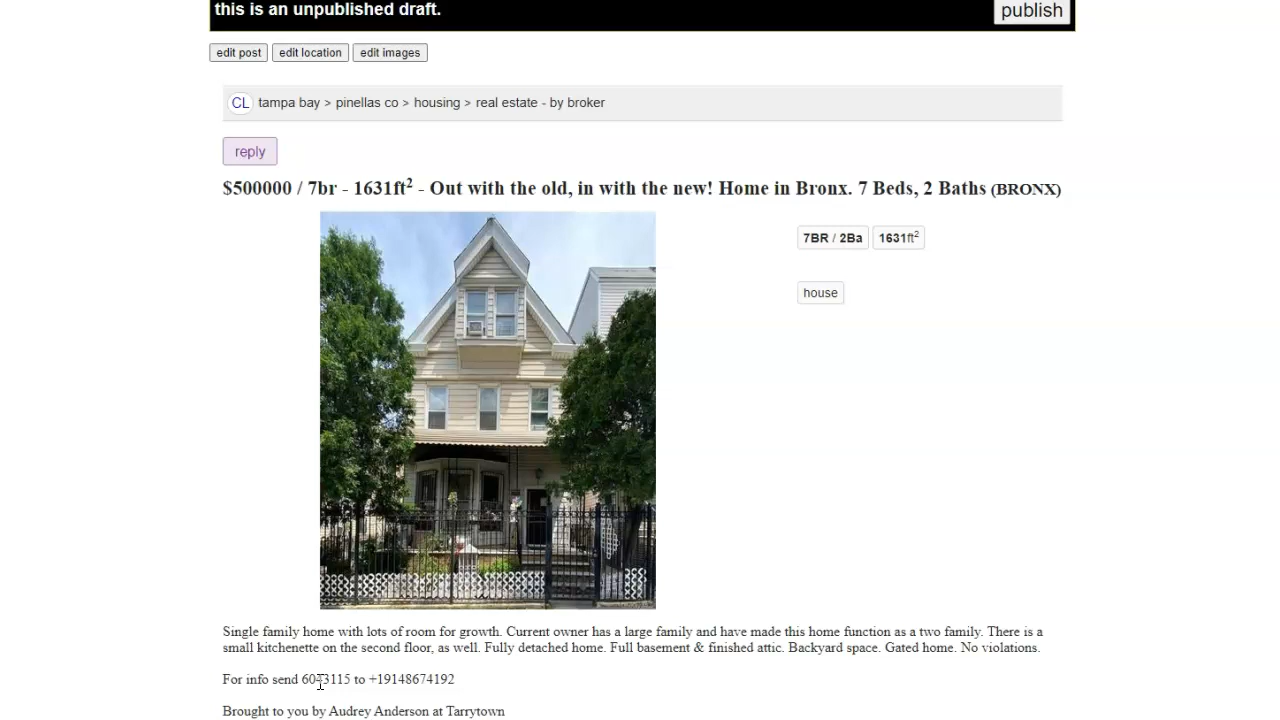 this is an unpublished draft.
publish
edit post edit location edit images
CL tampa bay > pinellas co > housing > real estate - by broker
reply
$500000 / 7br - 1631ft² - Out with the old, in with the new! Home in Bronx. 7 Beds, 2 Baths (BRONX)
7BR / 2Ba 1631ft²
house
Single family home with lots of room for growth. Current owner has a large family and have made this home function as a two family. There is a
small kitchenette on the second floor, as well. Fully detached home. Full basement & finished attic. Backyard space. Gated home. No violations.
For info send 6043115 to +19148674192
Brought to you by Audrey Anderson at Tarrytown